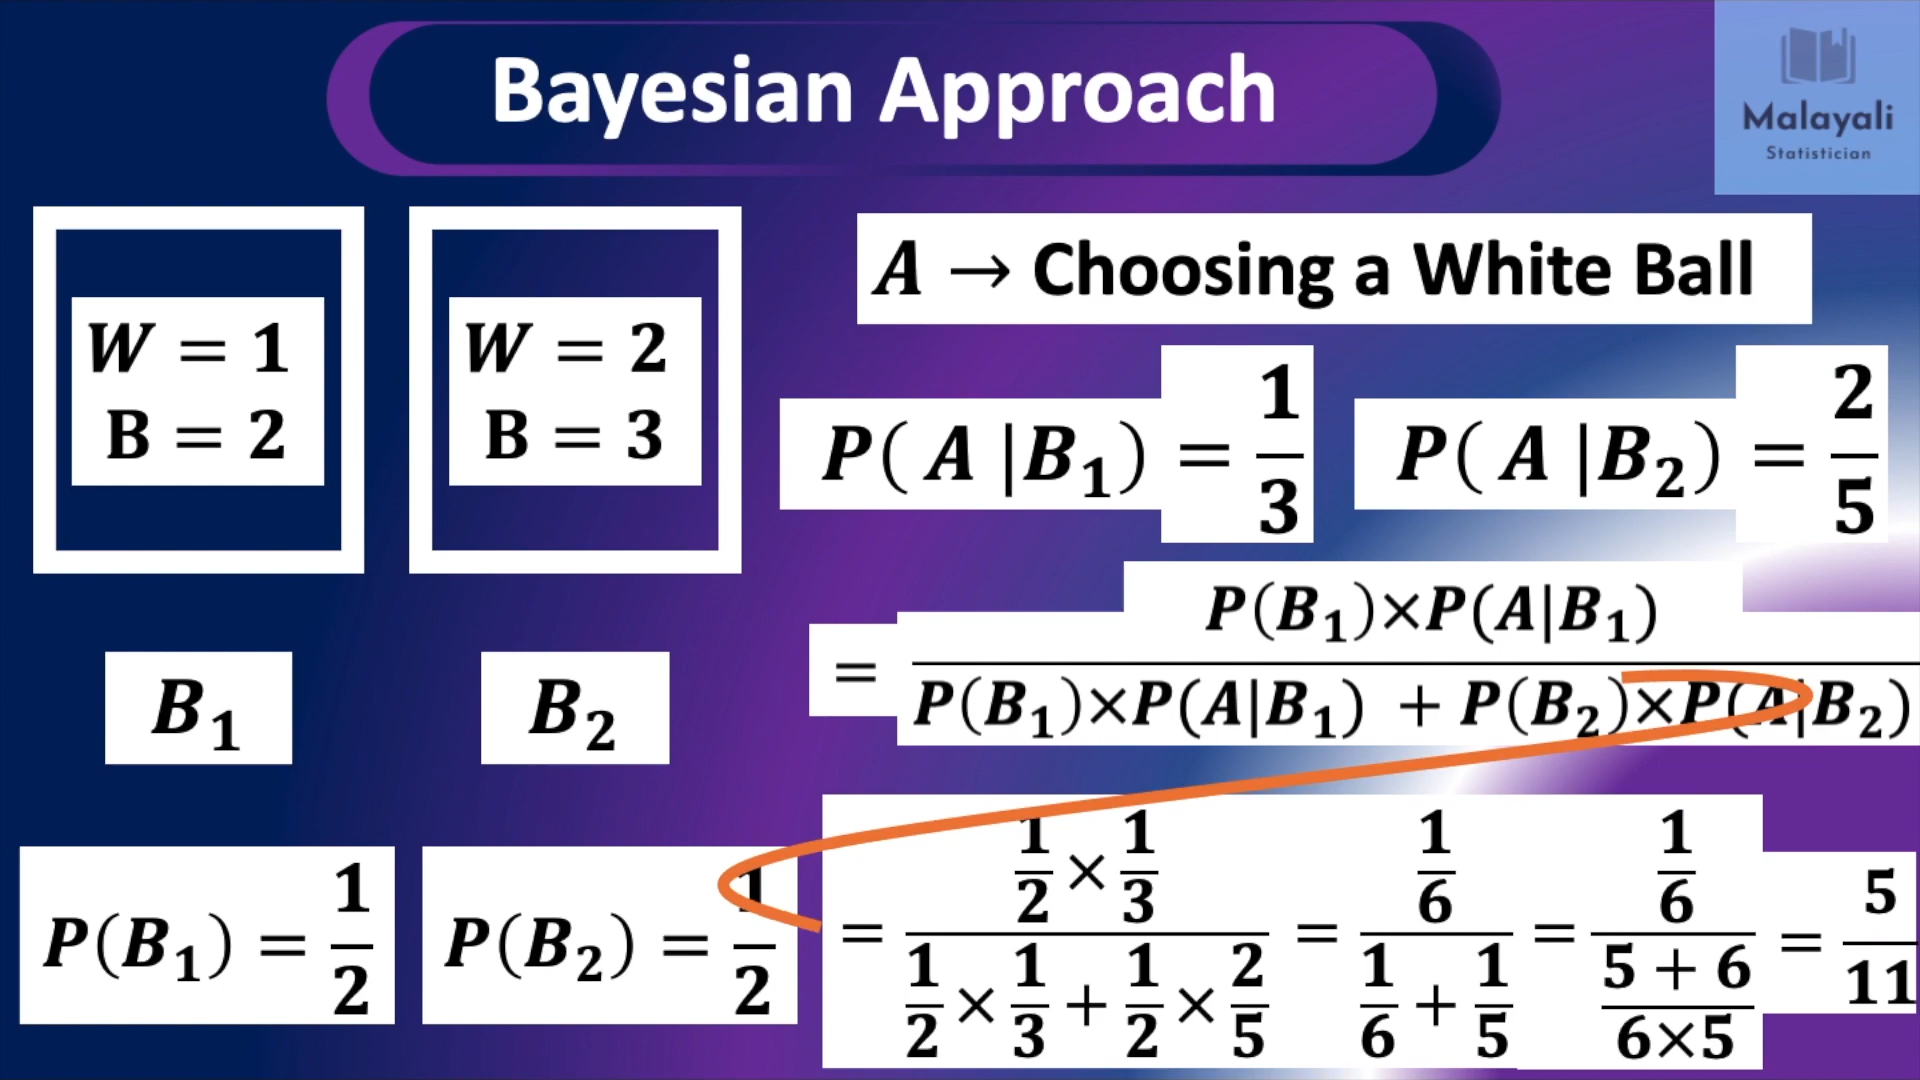 Bayesian Approach
Malayali
Statistician
W = 1
B = 2
W = 2
B = 3
A → Choosing a White Ball
P( A |B₁) = 1/3
P( A |B₂) = 2/5
B₁
B₂
= P(B₁)×P(A|B₁) / P(B₁)×P(A|B₁) + P(B₂)×P(A|B₂)
P(B₁) = 1/2
P(B₂) = 1/2
= (1/2 × 1/3) / (1/2 × 1/3 + 1/2 × 2/5) = (1/6) / (1/6 + 1/5) = (1/6) / ((5 + 6)/(6×5)) = 5/11